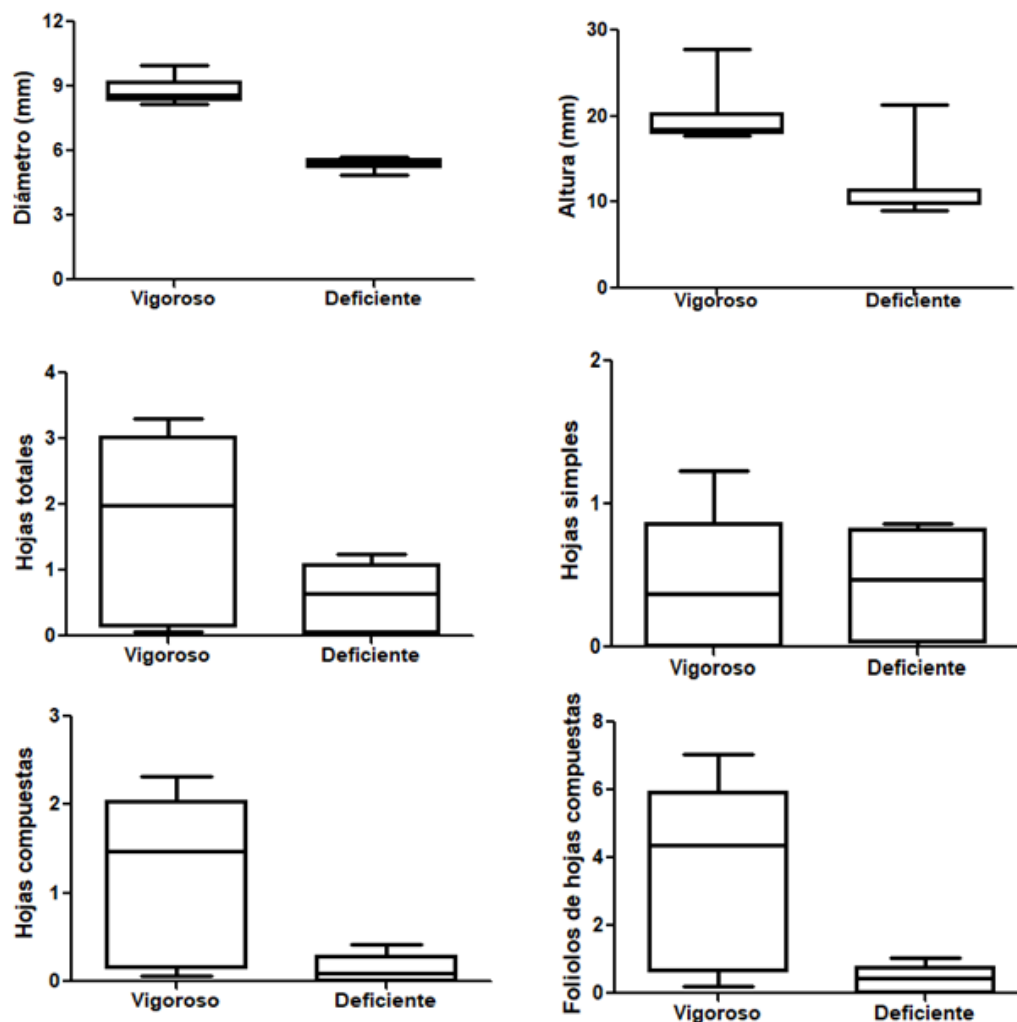 Diámetro (mm)
12
9
6
3
0
Vigoroso Deficiente
Altura (mm)
30
20
10
0
Vigoroso Deficiente
Hojas totales
4
3
2
1
0
Vigoroso Deficiente
Hojas simples
2
1
0
Vigoroso Deficiente
Hojas compuestas
3
2
1
0
Vigoroso Deficiente
Foliolos de hojas compuestas
8
6
4
2
0
Vigoroso Deficiente